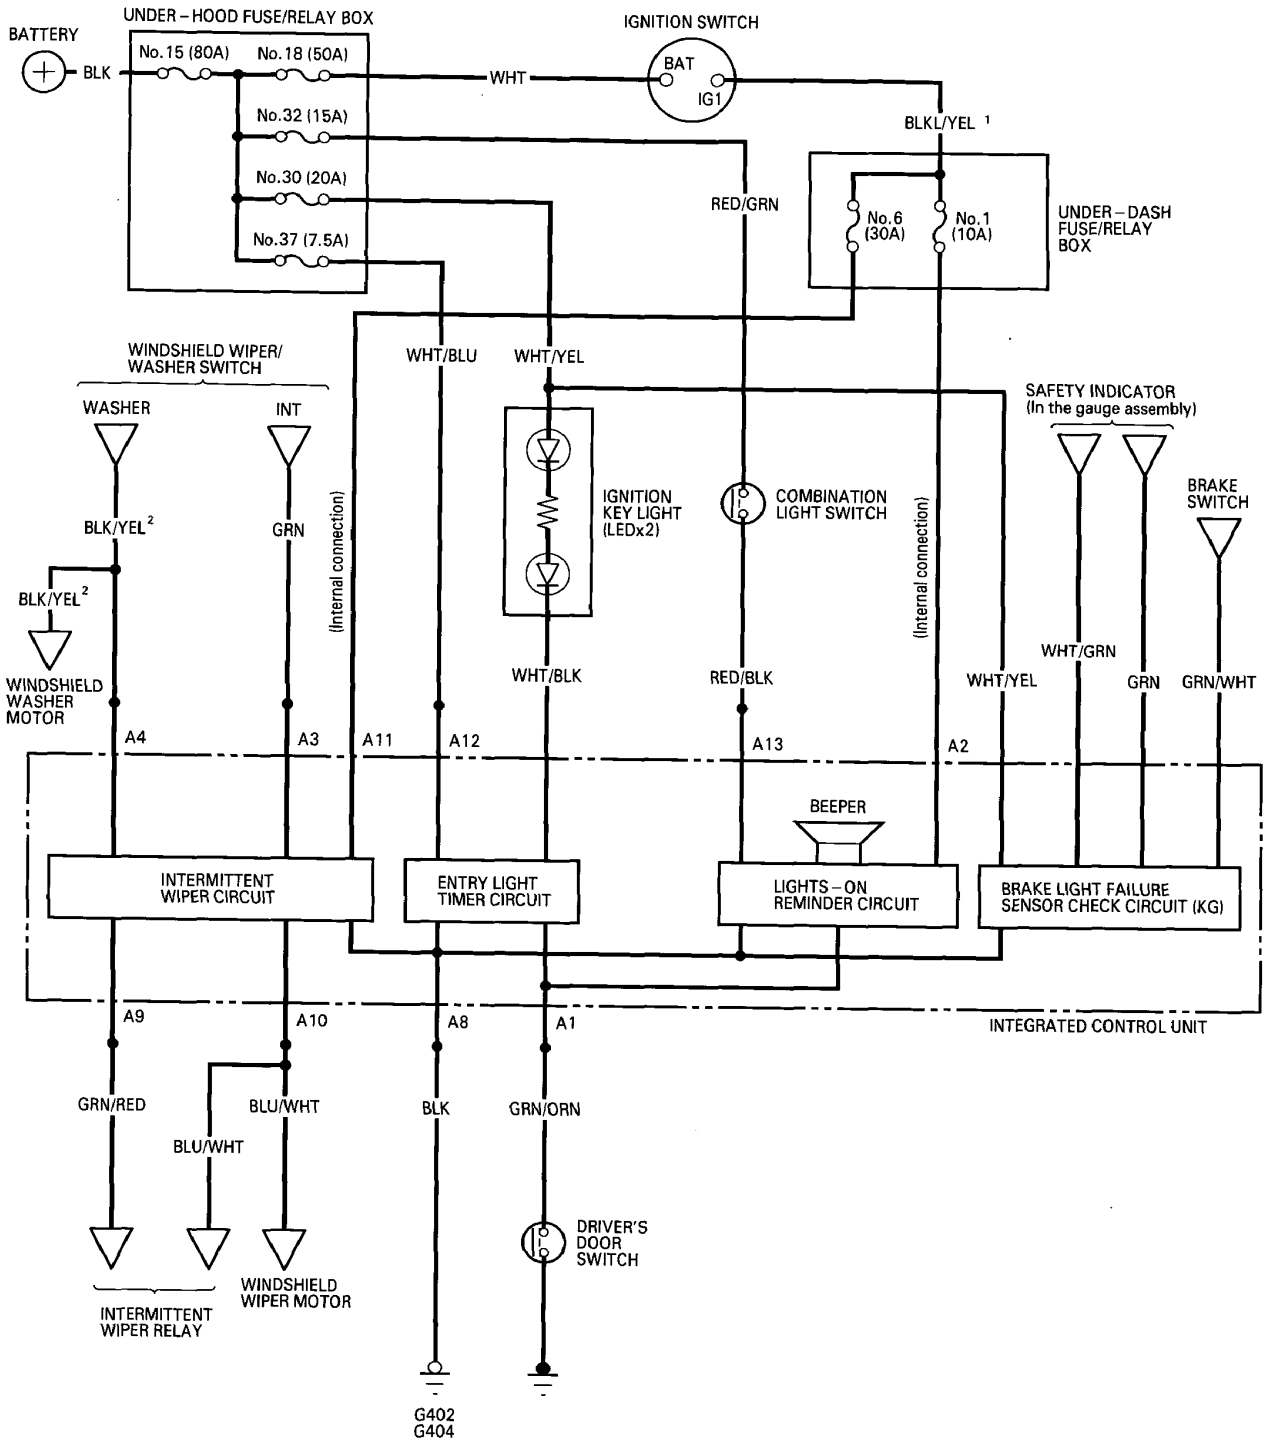 UNDER-HOOD FUSE/RELAY BOX
IGNITION SWITCH
BATTERY
+
BLK
No.15 (80A)
No.18 (50A)
WHT
BAT
IG1
No.32 (15A)
BLKL/YEL 1
No.30 (20A)
RED/GRN
No.6
(30A)
No.1
(10A)
UNDER-DASH
FUSE/RELAY
BOX
No.37 (7.5A)
WINDSHIELD WIPER/
WASHER SWITCH
WHT/BLU
WHT/YEL
WASHER
INT
SAFETY INDICATOR
(In the gauge assembly)
BRAKE
SWITCH
IGNITION
KEY LIGHT
(LEDx2)
COMBINATION
LIGHT SWITCH
BLK/YEL 2
GRN
(Internal connection)
(Internal connection)
BLK/YEL 2
WINDSHIELD
WASHER
MOTOR
WHT/BLK
RED/BLK
WHT/YEL
WHT/GRN
GRN
GRN/WHT
A4
A3
A11
A12
A13
A2
BEEPER
INTERMITTENT
WIPER CIRCUIT
ENTRY LIGHT
TIMER CIRCUIT
LIGHTS-ON
REMINDER CIRCUIT
BRAKE LIGHT FAILURE
SENSOR CHECK CIRCUIT (KG)
A9
A10
A8
A1
INTEGRATED CONTROL UNIT
GRN/RED
BLU/WHT
BLK
GRN/ORN
BLU/WHT
DRIVER'S
DOOR
SWITCH
WINDSHIELD
WIPER MOTOR
INTERMITTENT
WIPER RELAY
G402
G404